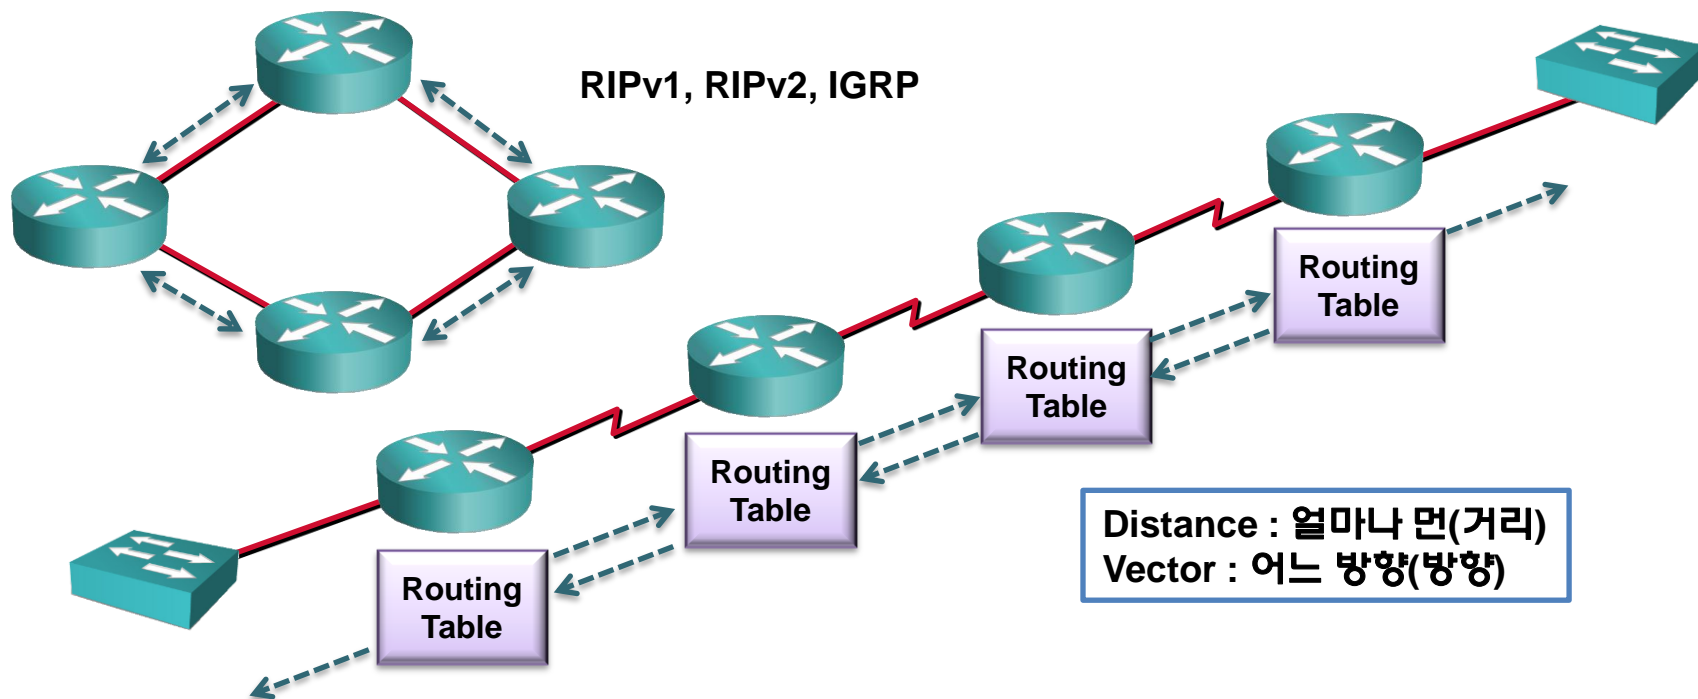 RIPv1, RIPv2, IGRP
Routing
Table
Routing
Table
Routing
Table
Routing
Table
Distance : 얼마나 먼(거리)
Vector : 어느 방향(방향)